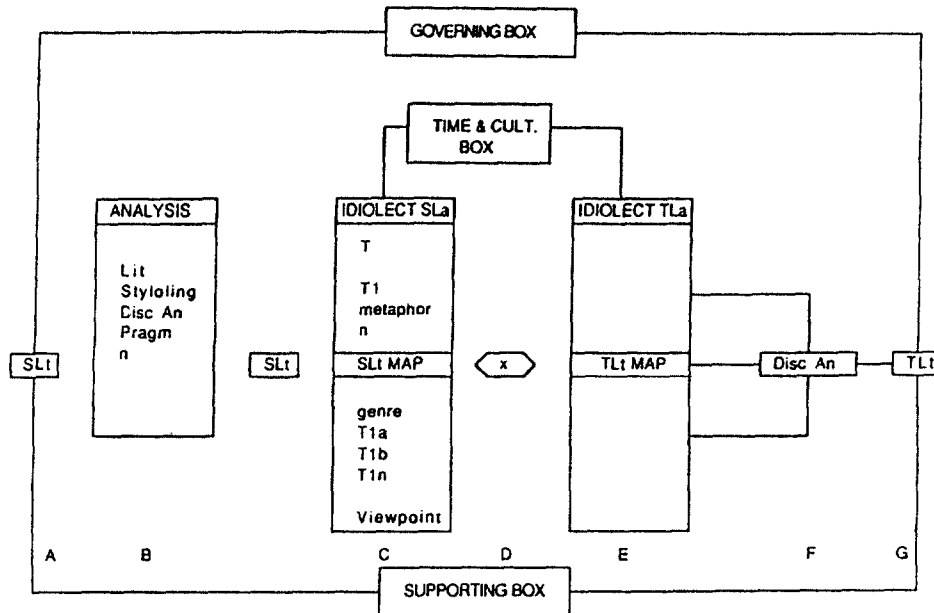 GOVERNING BOX
TIME & CULT.
BOX
ANALYSIS
Lit
Styloling
Disc An
Pragm
n
SLt
SLt
IDIOLECT SLa
T
T1
metaphor
n
SLt MAP
genre
T1a
T1b
T1n
Viewpoint
x
IDIOLECT TLa
TLt MAP
Disc An
TLt
A
B
C
D
E
F
G
SUPPORTING BOX